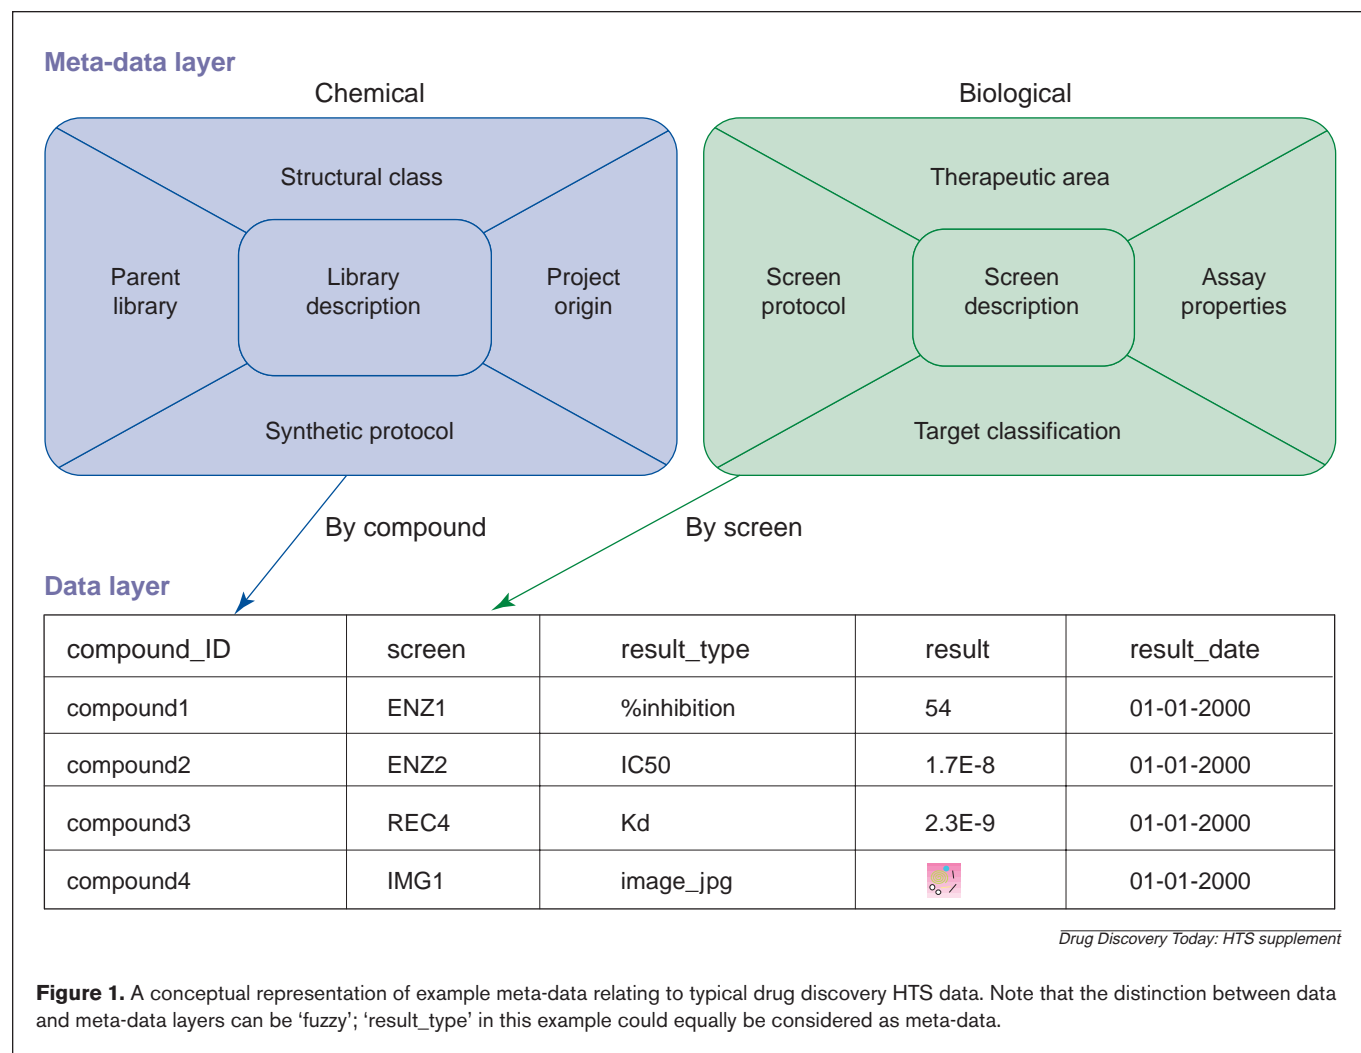 Meta-data layer
Chemical
Biological
Structural class
Parent
library
Library
description
Project
origin
Synthetic protocol
Therapeutic area
Screen
protocol
Screen
description
Assay
properties
Target classification
By compound
By screen
Data layer
compound_ID screen result_type result result_date
compound1 ENZ1 %inhibition 54 01-01-2000
compound2 ENZ2 IC50 1.7E-8 01-01-2000
compound3 REC4 Kd 2.3E-9 01-01-2000
compound4 IMG1 image_jpg 01-01-2000
Drug Discovery Today: HTS supplement
Figure 1. A conceptual representation of example meta-data relating to typical drug discovery HTS data. Note that the distinction between data
and meta-data layers can be ‘fuzzy’; ‘result_type’ in this example could equally be considered as meta-data.